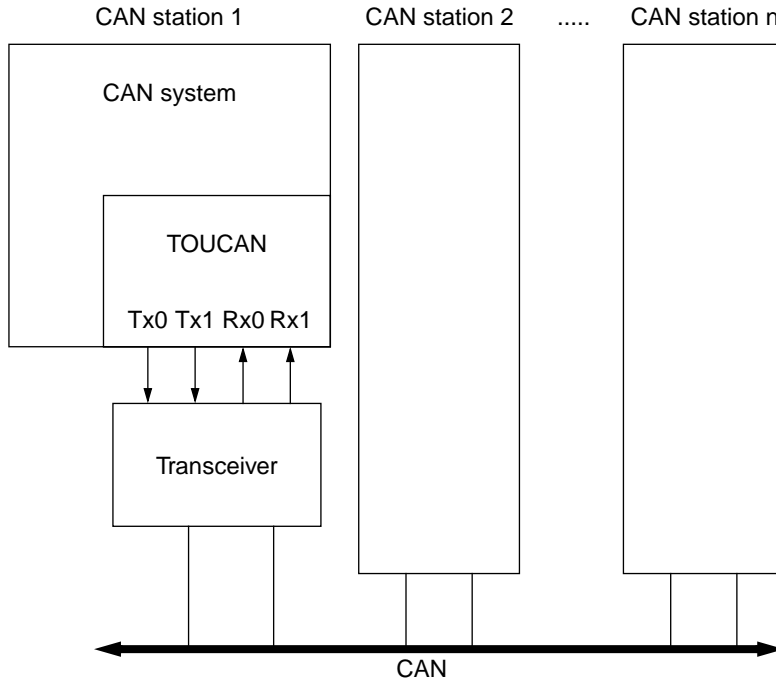 CAN station 1
CAN station 2
.....
CAN station n
CAN system
TOUCAN
Tx0 Tx1 Rx0 Rx1
Transceiver
CAN